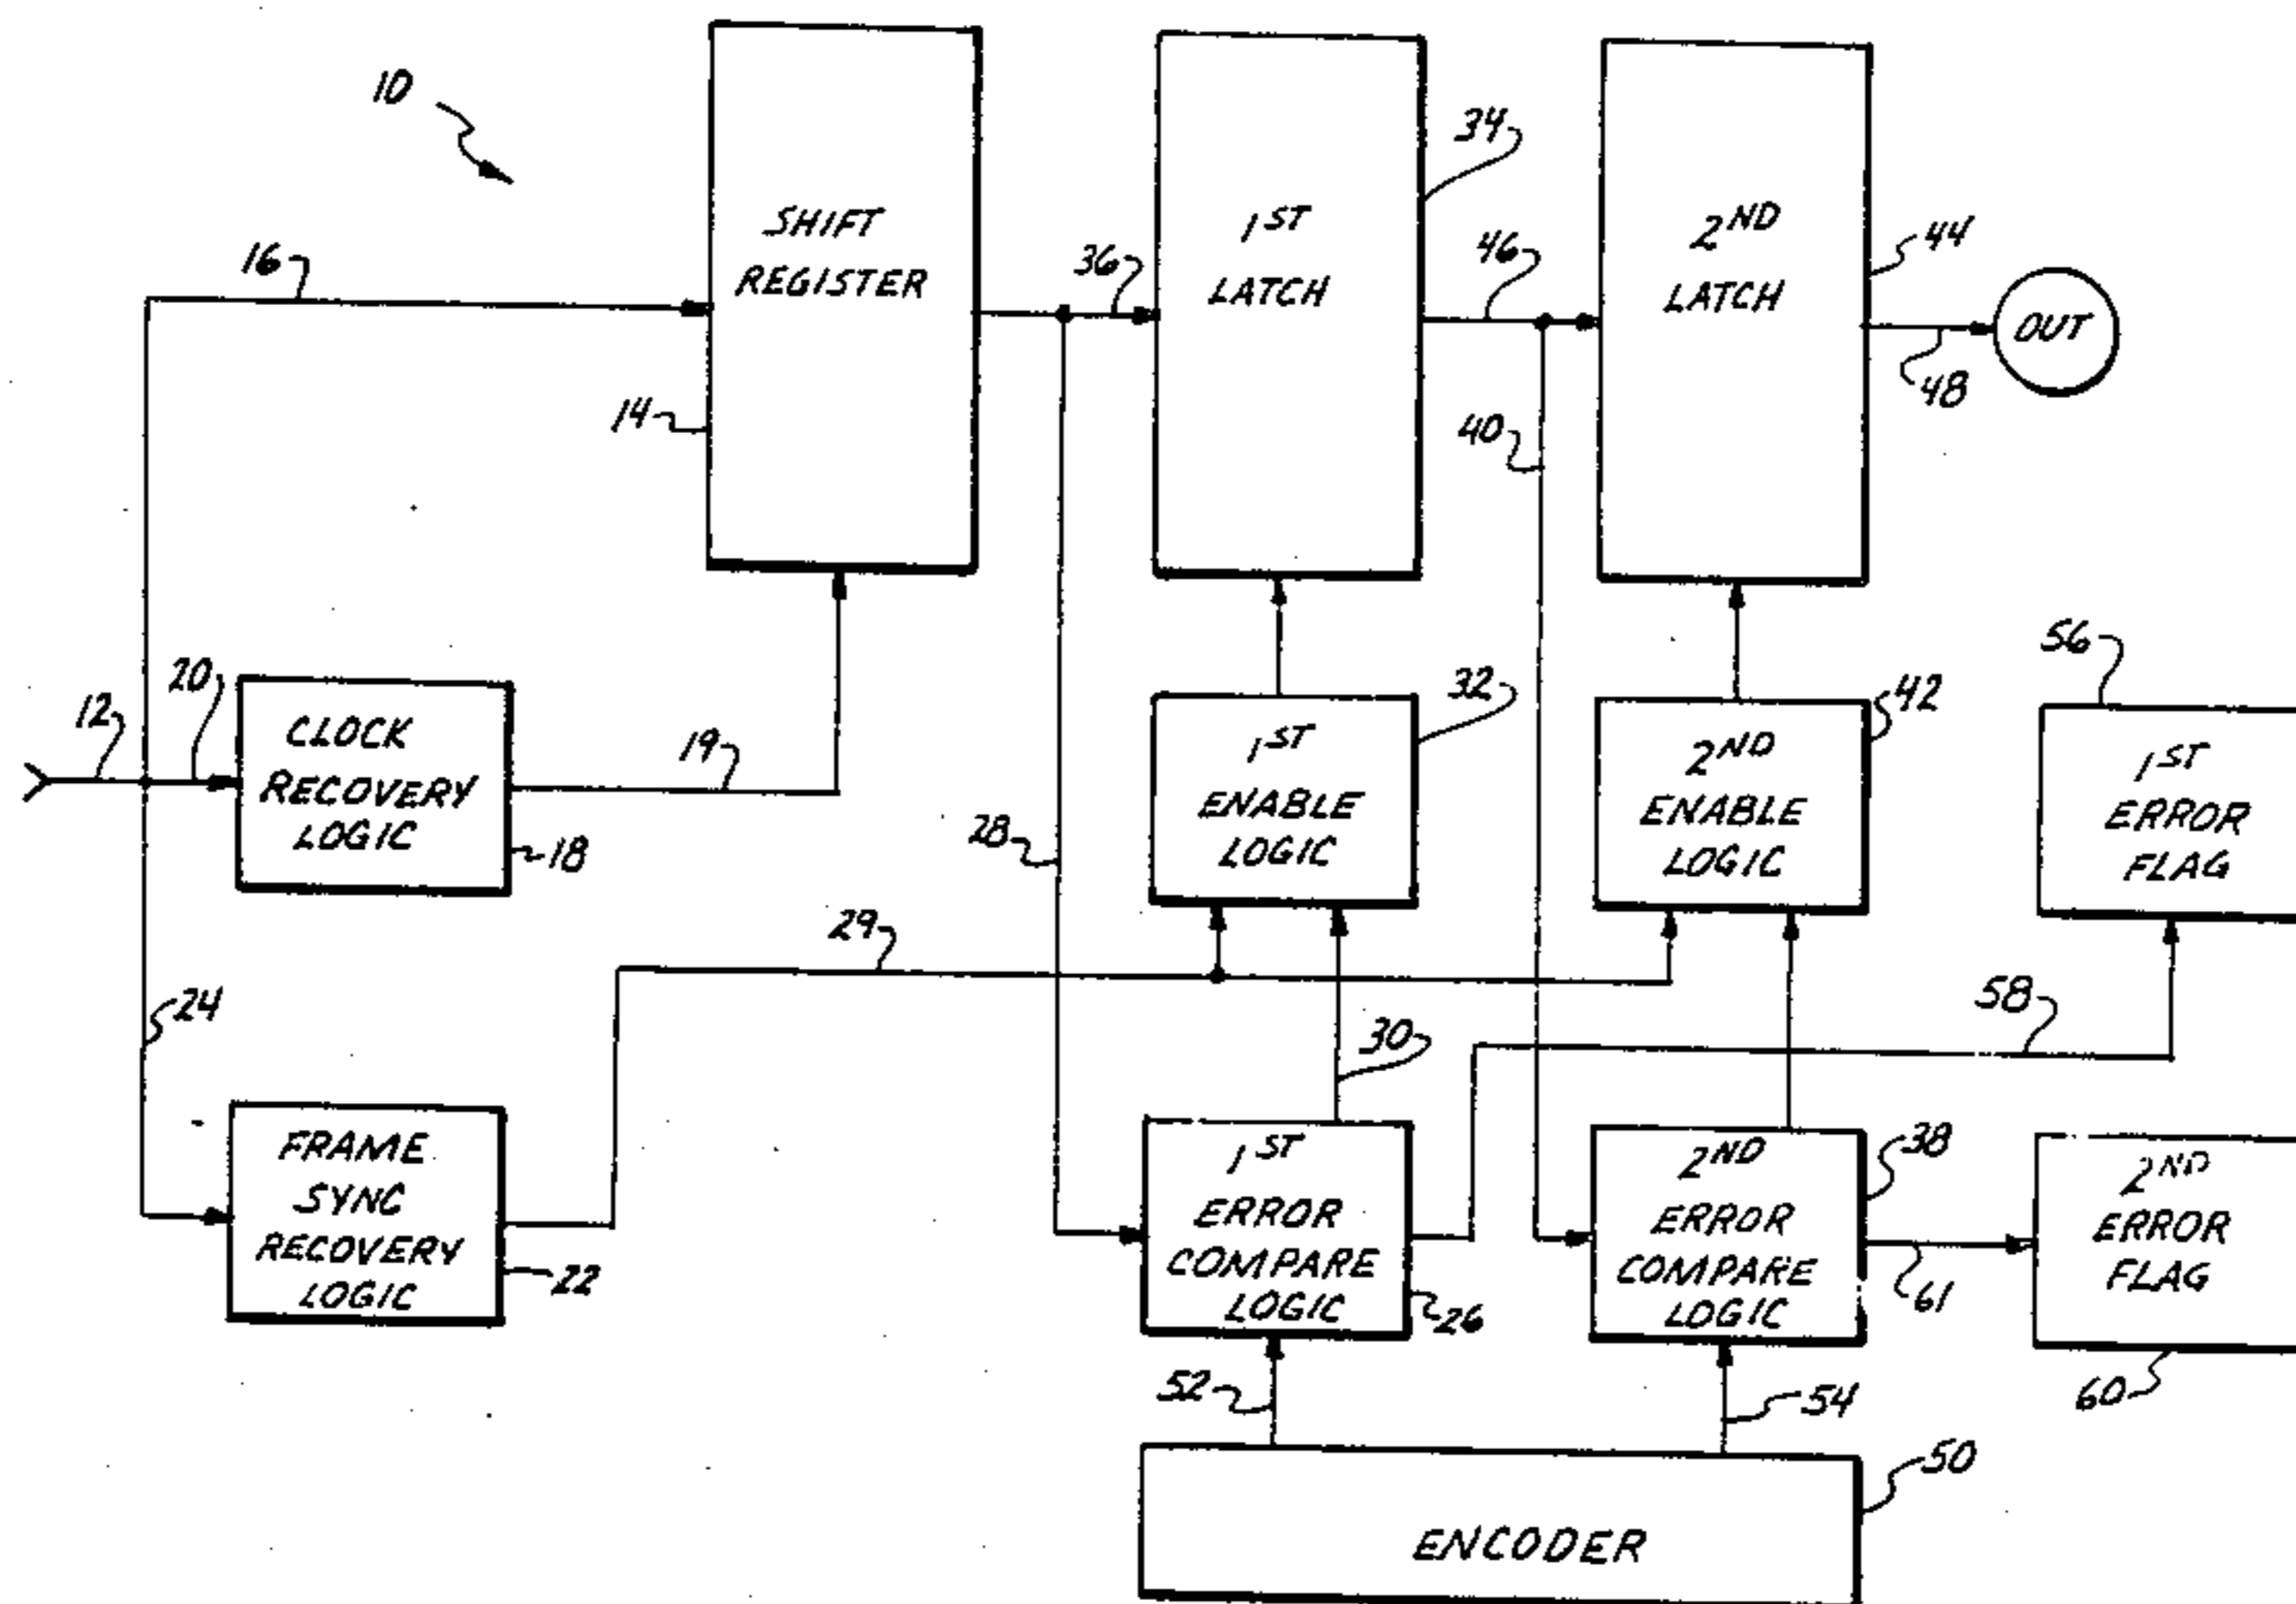 10
SHIFT
REGISTER
14
16
1ST
LATCH
34
36
2ND
LATCH
44
46
40
OUT
48
12
20
CLOCK
RECOVERY
LOGIC
18
19
28
1ST
ENABLE
LOGIC
32
2ND
ENABLE
LOGIC
42
56
1ST
ERROR
FLAG
29
24
30
58
FRAME
SYNC
RECOVERY
LOGIC
22
1ST
ERROR
COMPARE
LOGIC
26
2ND
ERROR
COMPARE
LOGIC
38
61
2ND
ERROR
FLAG
60
52
54
ENCODER
50